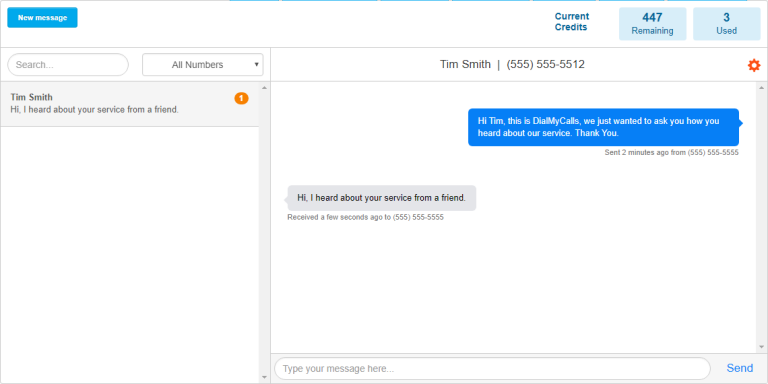 New message
Current
Credits
447
Remaining
3
Used
Search...
All Numbers
Tim Smith | (555) 555-5512
Tim Smith
1
Hi, I heard about your service from a friend.
Hi Tim, this is DialMyCalls, we just wanted to ask you how you
heard about our service. Thank You.
Sent 2 minutes ago from (555) 555-5555
Hi, I heard about your service from a friend.
Received a few seconds ago to (555) 555-5555
Type your message here...
Send